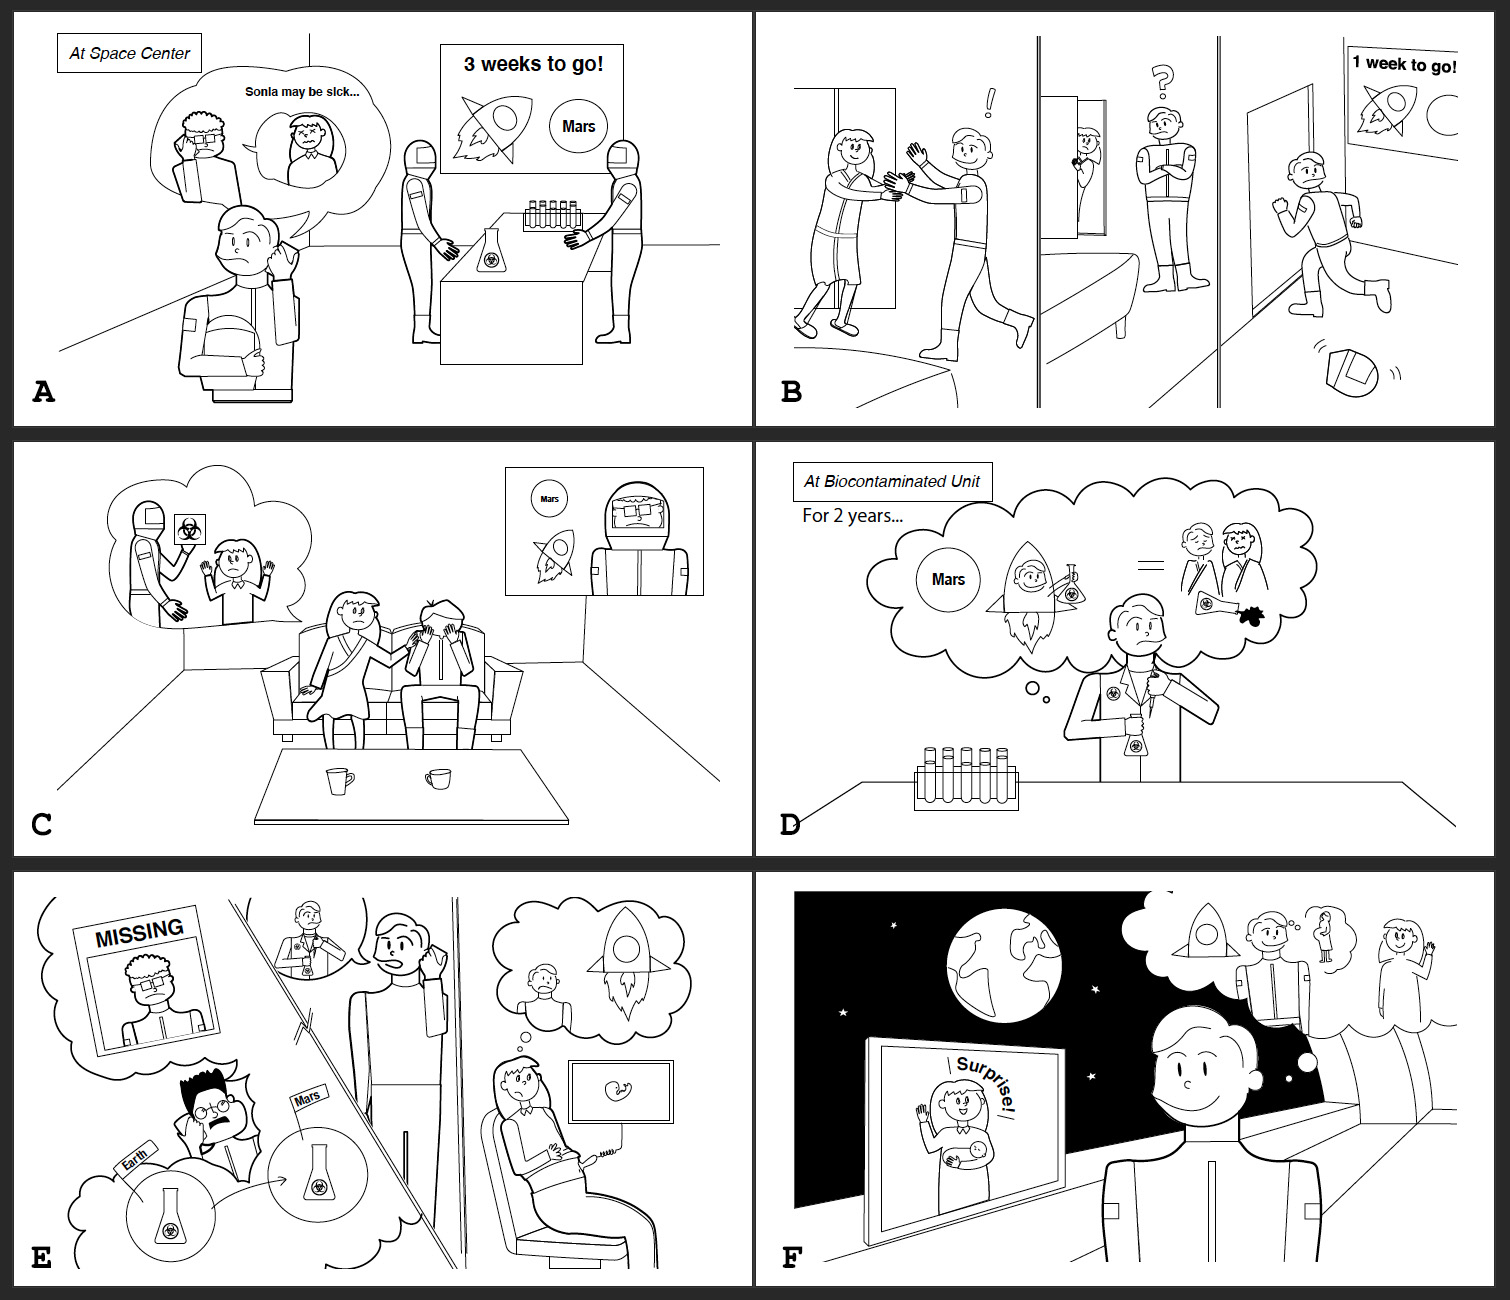 At Space Center
Sonia may be sick...
3 weeks to go!
Mars
A
!
?
1 week to go!
Mars
B
Mars
C
At Biocontaminated Unit
For 2 years...
Mars
=
D
MISSING
Earth
Mars
E
Surprise!
F